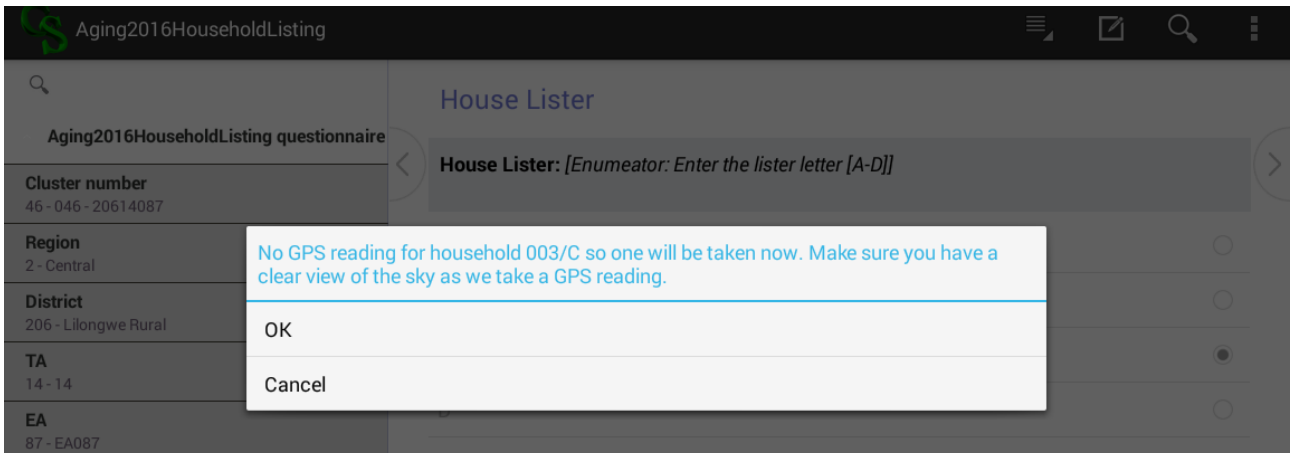 Aging2016HouseholdListing
Aging2016HouseholdListing questionnaire
Cluster number
46 - 046 - 20614087
Region
2 - Central
District
206 - Lilongwe Rural
TA
14 - 14
EA
87 - EA087
House Lister
House Lister: [Enumeator: Enter the lister letter [A-D]]
No GPS reading for household 003/C so one will be taken now. Make sure you have a
clear view of the sky as we take a GPS reading.
OK
Cancel